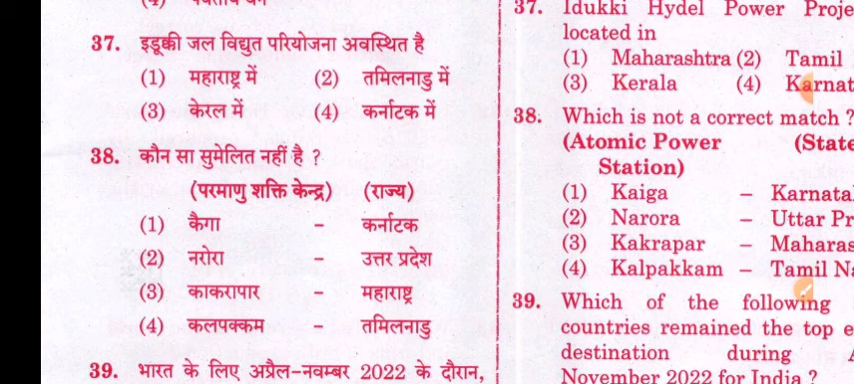 37. इडूक्की जल विद्युत परियोजना अवस्थित है
(1) महाराष्ट्र में (2) तमिलनाडु में
(3) केरल में (4) कर्नाटक में
38. कौन सा सुमेलित नहीं है ?
(परमाणु शक्ति केन्द्र) (राज्य)
(1) कैगा – कर्नाटक
(2) नरोरा – उत्तर प्रदेश
(3) काकरापार – महाराष्ट्र
(4) कलपक्कम – तमिलनाडु
39. भारत के लिए अप्रैल-नवम्बर 2022 के दौरान,
37. Idukki Hydel Power Proje
located in
(1) Maharashtra (2) Tamil
(3) Kerala (4) Karnat
38. Which is not a correct match ?
(Atomic Power (State
Station)
(1) Kaiga – Karnata
(2) Narora – Uttar Pr
(3) Kakrapar – Maharas
(4) Kalpakkam – Tamil Na
39. Which of the following
countries remained the top e
destination during A
November 2022 for India ?